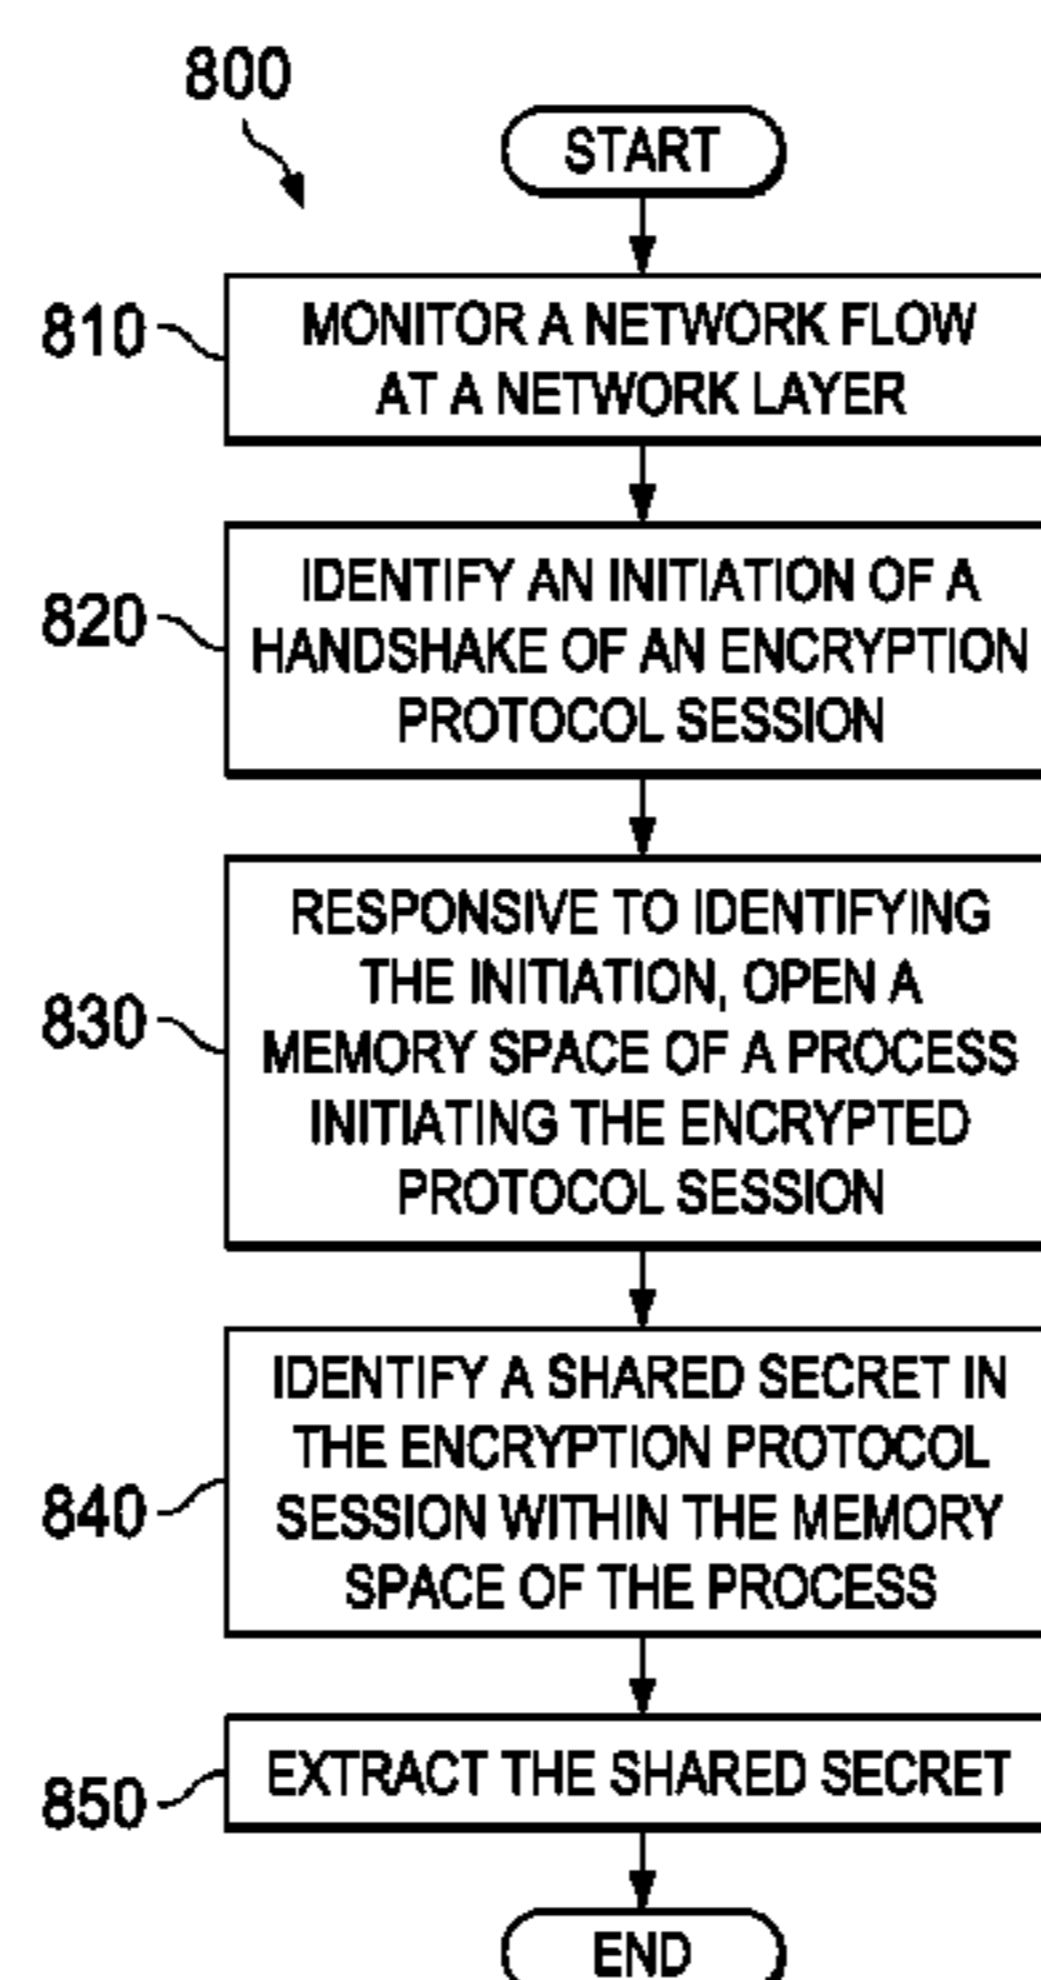 800
START
810
MONITOR A NETWORK FLOW
AT A NETWORK LAYER
820
IDENTIFY AN INITIATION OF A
HANDSHAKE OF AN ENCRYPTION
PROTOCOL SESSION
830
RESPONSIVE TO IDENTIFYING
THE INITIATION, OPEN A
MEMORY SPACE OF A PROCESS
INITIATING THE ENCRYPTED
PROTOCOL SESSION
840
IDENTIFY A SHARED SECRET IN
THE ENCRYPTION PROTOCOL
SESSION WITHIN THE MEMORY
SPACE OF THE PROCESS
850
EXTRACT THE SHARED SECRET
END